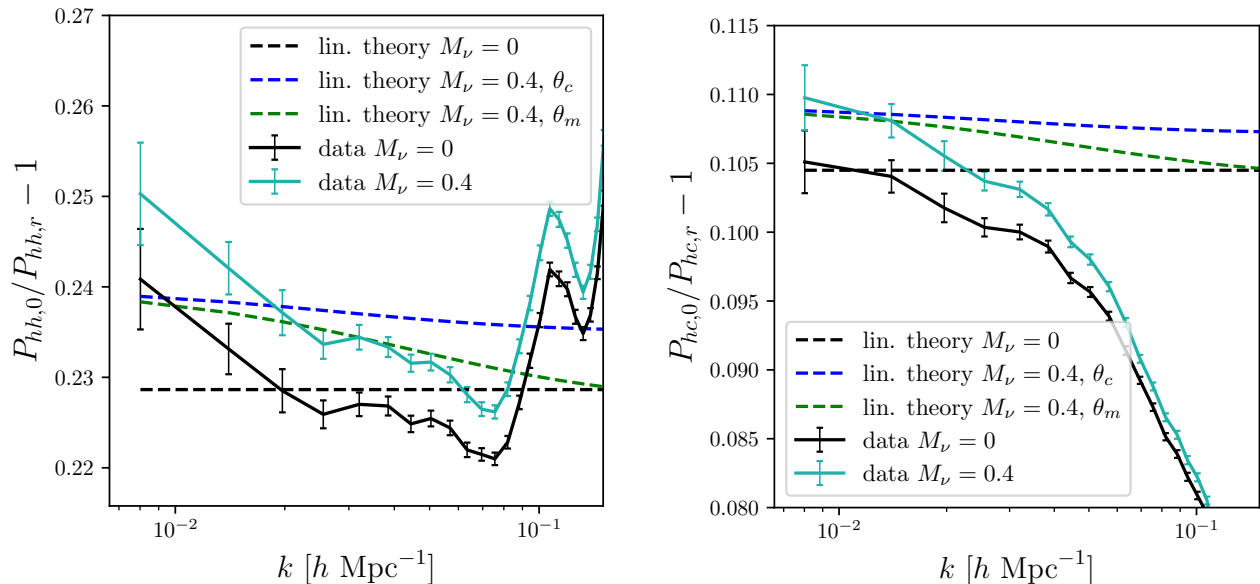 0.27
0.26
0.25
0.24
0.23
0.22
P_{hh,0}/P_{hh,r} − 1
lin. theory M_ν = 0
lin. theory M_ν = 0.4, θ_c
lin. theory M_ν = 0.4, θ_m
data M_ν = 0
data M_ν = 0.4
10^{−2}
10^{−1}
k [h Mpc^{−1}]
0.115
0.110
0.105
0.100
0.095
0.090
0.085
0.080
P_{hc,0}/P_{hc,r} − 1
lin. theory M_ν = 0
lin. theory M_ν = 0.4, θ_c
lin. theory M_ν = 0.4, θ_m
data M_ν = 0
data M_ν = 0.4
10^{−2}
10^{−1}
k [h Mpc^{−1}]